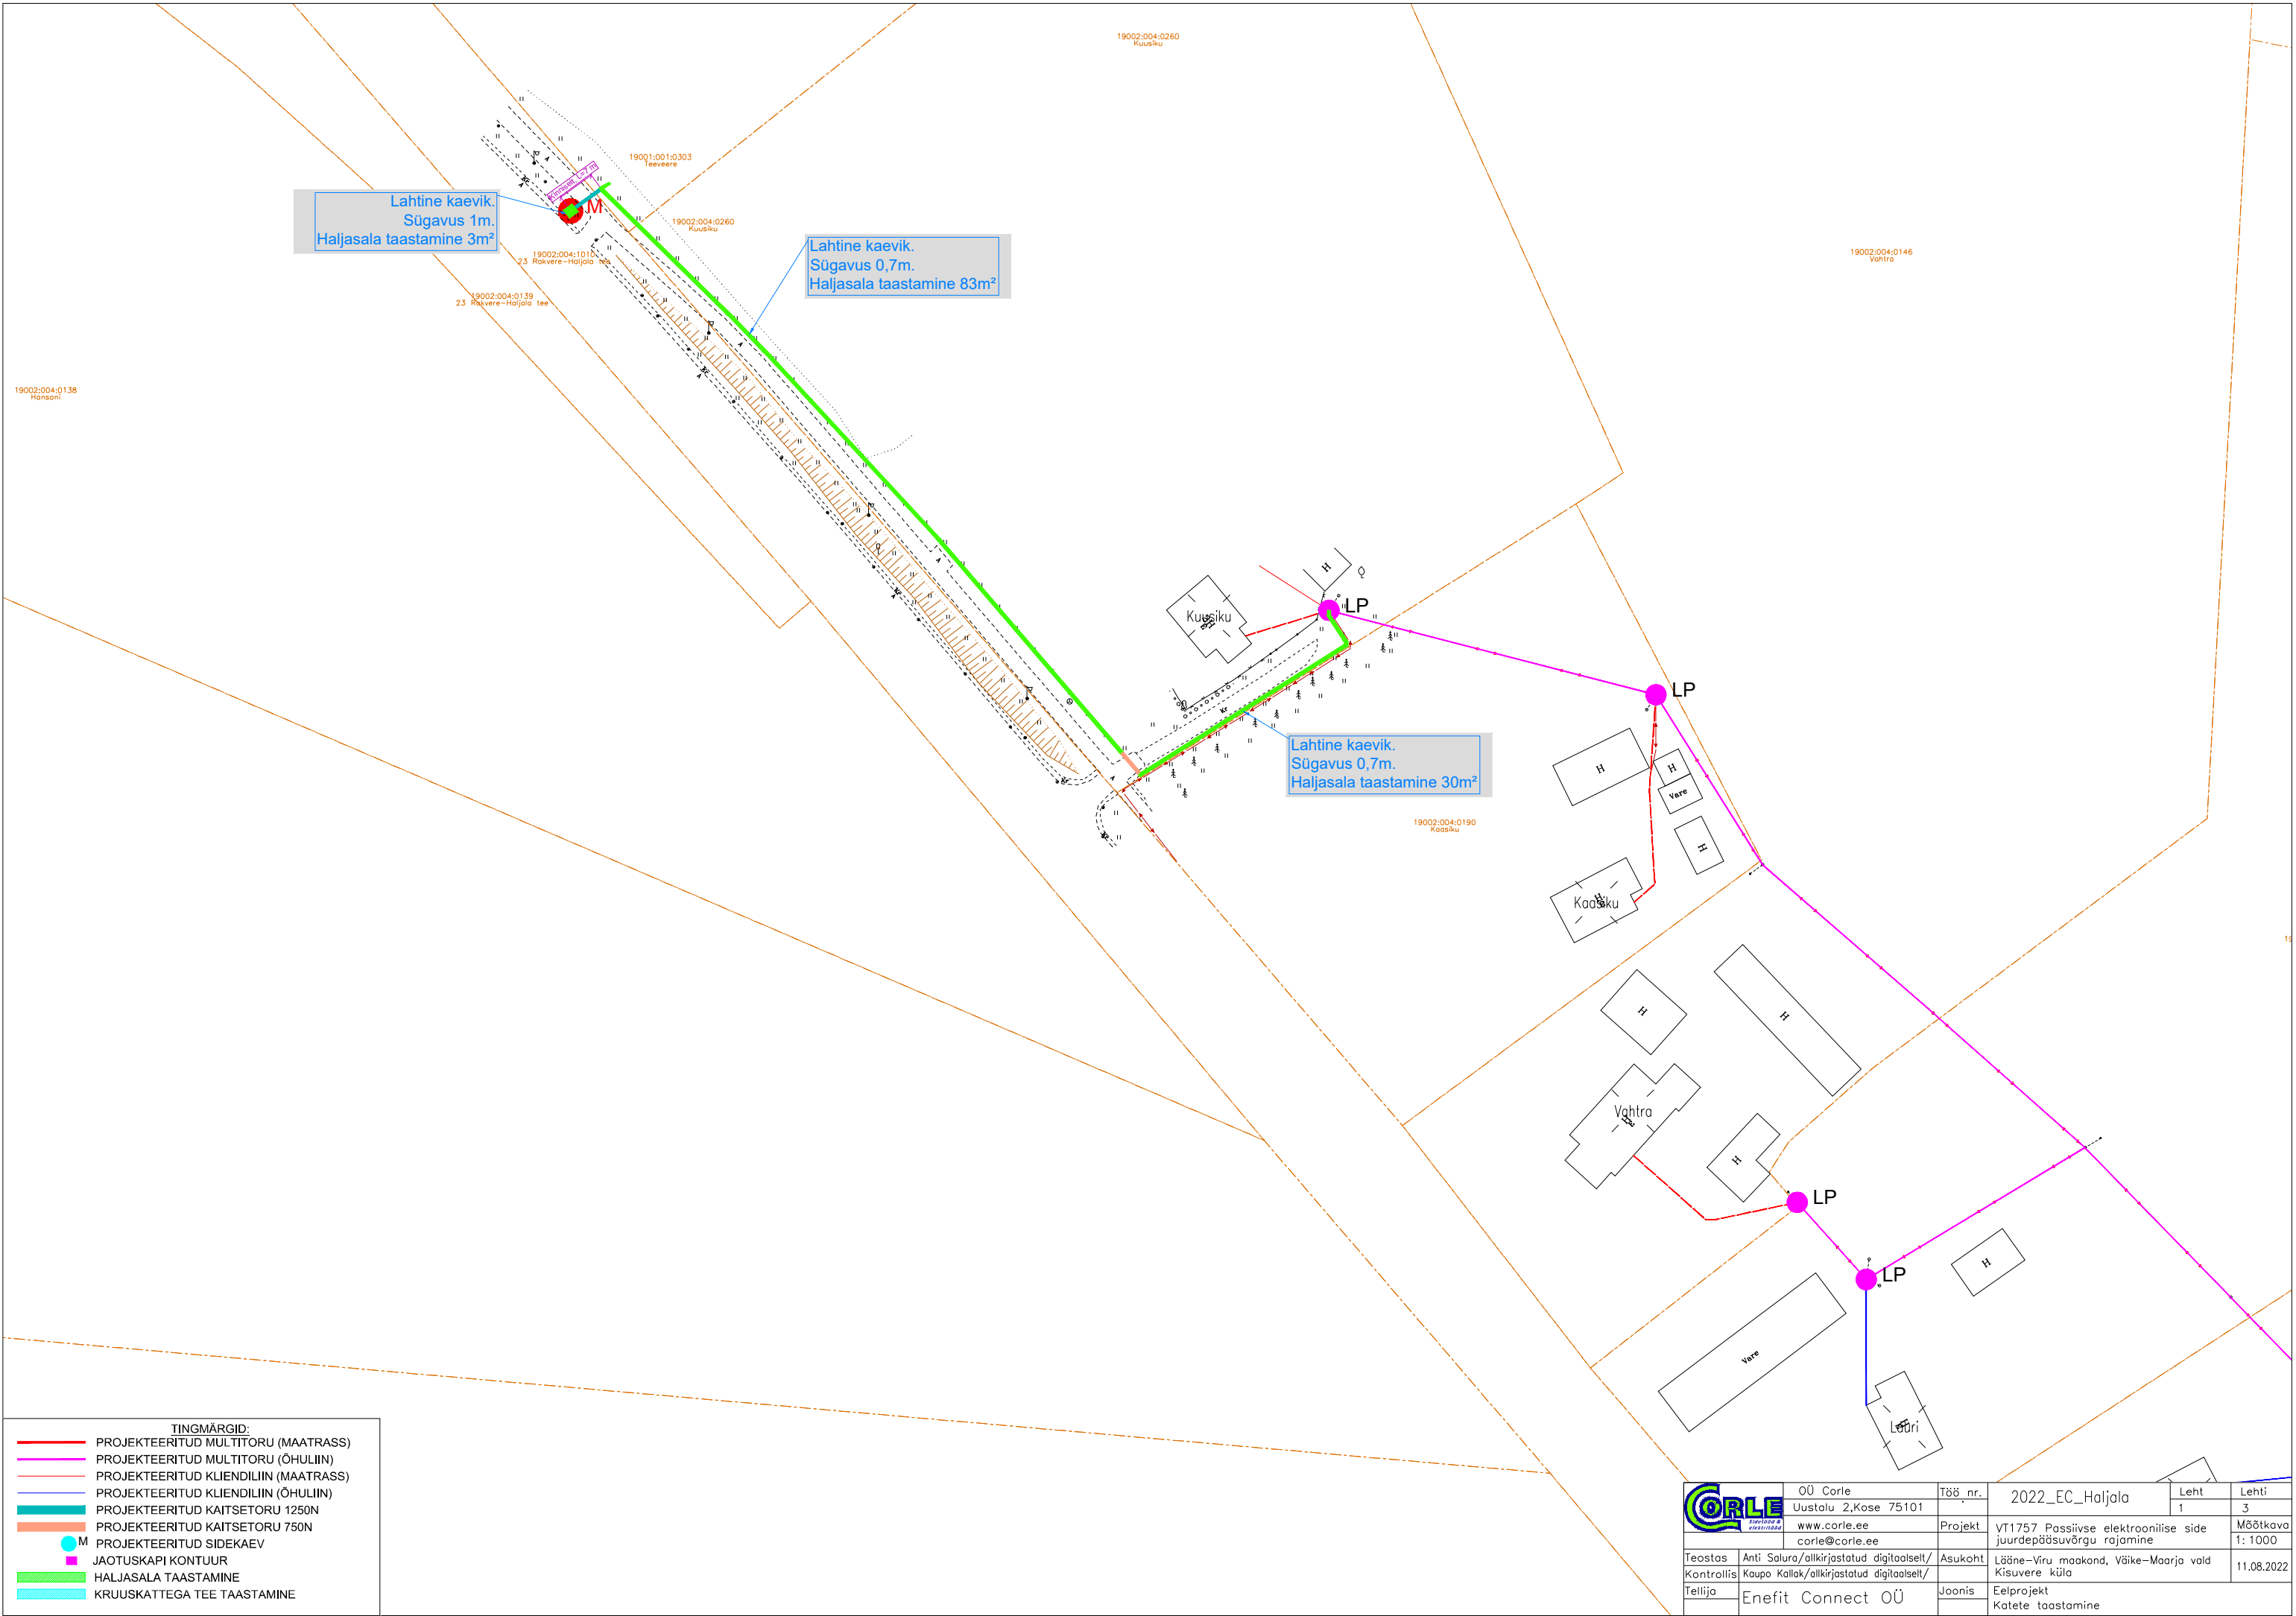 19002:004:0260
Kuusiku
19001:001:0303
Teeveere
Kinniselt, L=7 m
M
Lahtine kaevik.
Sügavus 1m.
Haljasala taastamine 3m²
19002:004:0260
Kuusiku
Lahtine kaevik.
Sügavus 0,7m.
Haljasala taastamine 83m²
19002:004:1010
23 Rakvere-Haljala tee
19002:004:0139
23 Rakvere-Haljala tee
19002:004:0146
Vahtra
19002:004:0138
Hansoni
H
Kuusiku
LP
LP
Kr
Lahtine kaevik.
Sügavus 0,7m.
Haljasala taastamine 30m²
19002:004:0190
Kaasiku
H
H
Vare
H
Kaasiku
H
H
Vahtra
H
LP
LP
H
Vare
Lauri
TINGMÄRGID:
PROJEKTEERITUD MULTITORU (MAATRASS)
PROJEKTEERITUD MULTITORU (ÕHULIIN)
PROJEKTEERITUD KLIENDILIIN (MAATRASS)
PROJEKTEERITUD KLIENDILIIN (ÕHULIIN)
PROJEKTEERITUD KAITSETORU 1250N
PROJEKTEERITUD KAITSETORU 750N
M PROJEKTEERITUD SIDEKAEV
JAOTUSKAPI KONTUUR
HALJASALA TAASTAMINE
KRUUSKATTEGA TEE TAASTAMINE
CORLE
Sidetööd &
elektritööd
OÜ Corle
Uustalu 2,Kose 75101
www.corle.ee
corle@corle.ee
Töö nr.
2022_EC_Haljala
Leht
1
Lehti
3
Projekt
VT1757 Passiivse elektroonilise side
juurdepääsuvõrgu rajamine
Mõõtkava
1: 1000
Teostas
Anti Salura/allkirjastatud digitaalselt/
Kontrollis
Kaupo Kallak/allkirjastatud digitaalselt/
Asukoht
Lääne-Viru maakond, Väike-Maarja vald
Kisuvere küla
11.08.2022
Tellija
Enefit Connect OÜ
Joonis
Eelprojekt
Katete taastamine